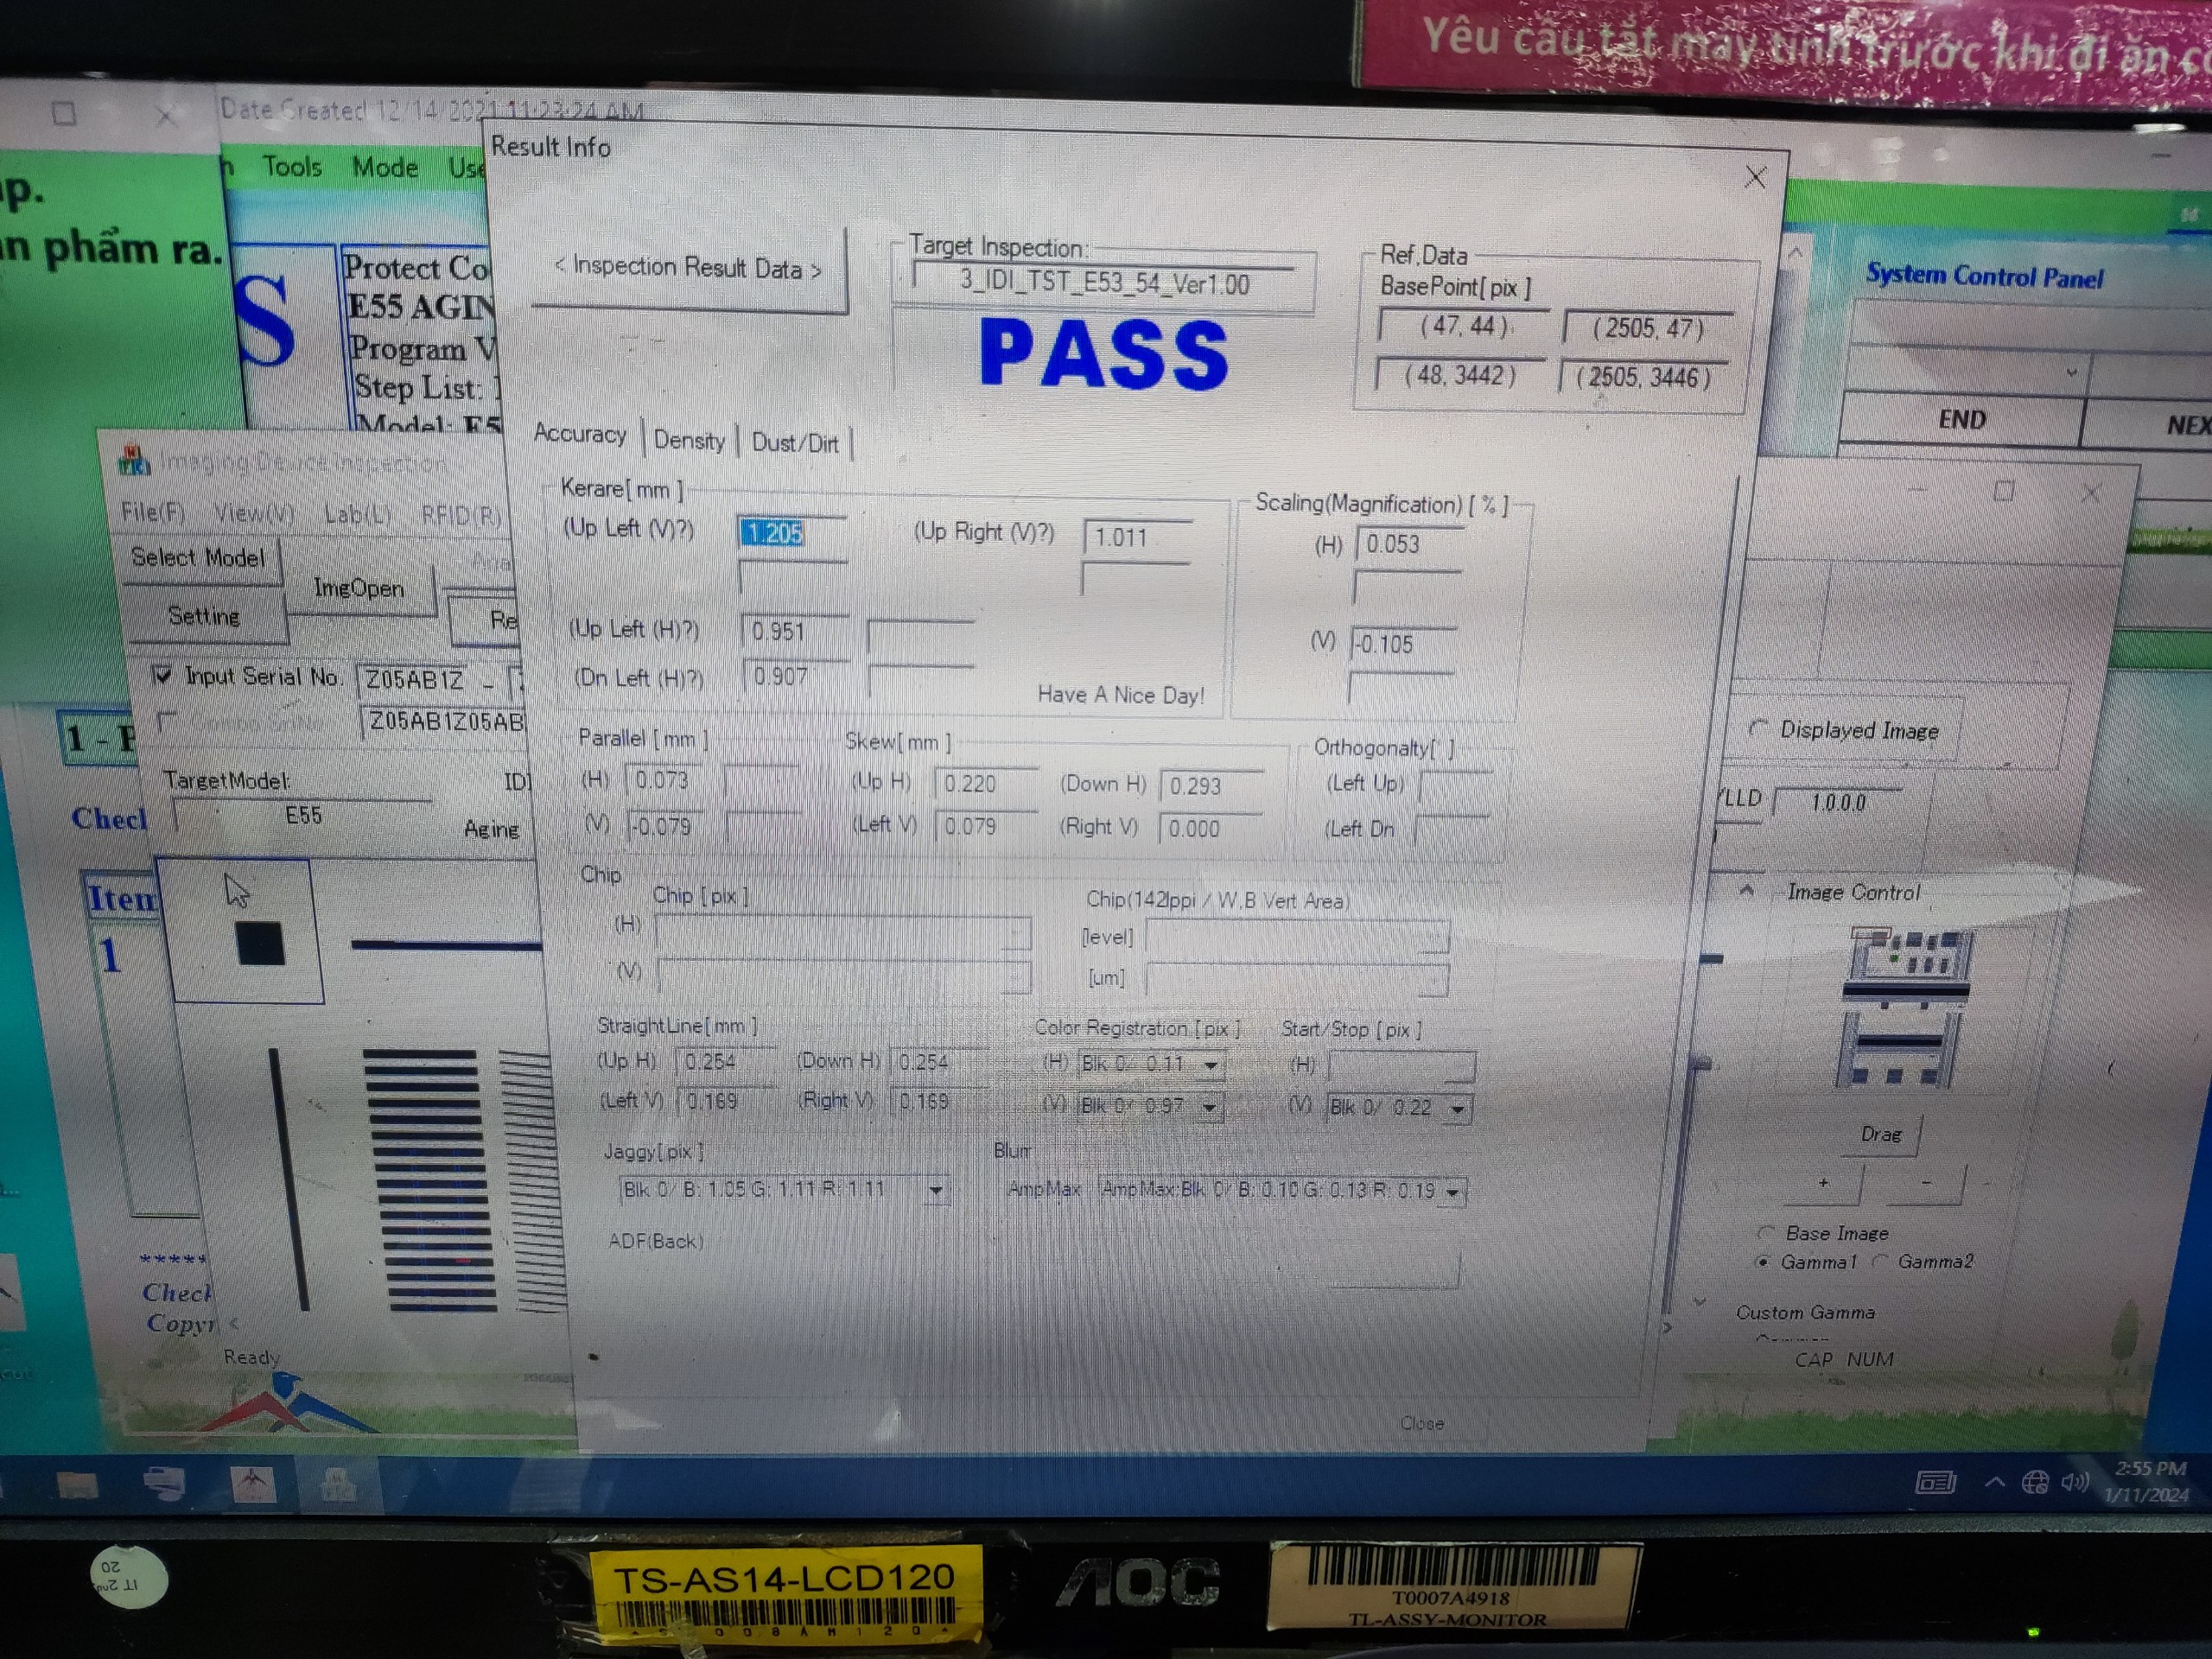 Yêu cầu tắt máy tính trước khi đi ăn
Date Created 12/14/2021 11:23:24 AM
Result Info
Tools Mode
p.
n phẩm ra.
S
Protect Co
E55 AGIN
Program V
Step List:
Model: E5
< Inspection Result Data >
Target Inspection:
3_IDI_TST_E53_54_Ver1.00
PASS
Ref.Data
BasePoint[ pix ]
( 47, 44 ) ( 2505, 47 )
( 48, 3442 ) ( 2505, 3446 )
System Control Panel
END NEX
Accuracy Density Dust/Dirt
Imaging Device Inspection
File(F) View(V) Lab(L) RFID(R)
Select Model
ImgOpen
Setting
Re
Input Serial No. Z05AB1Z -
Z05AB1Z05AB
TargetModel:
E55
Aging
Kerare[ mm ]
(Up Left (V)?) 1.205 (Up Right (V)?) 1.011
(Up Left (H)?) 0.951
(Dn Left (H)?) 0.907
Have A Nice Day!
Scaling(Magnification) [ % ]
(H) 0.053
(V) -0.105
Parallel [ mm ]
(H) 0.073
(V) -0.079
Skew[ mm ]
(Up H) 0.220 (Down H) 0.293
(Left V) 0.079 (Right V) 0.000
Orthogonalty[ ]
(Left Up)
(Left Dn
Chip
Chip [ pix ]
(H)
(V)
Chip(142lppi / W.B Vert Area)
[level]
[um]
StraightLine[ mm ]
(Up H) 0.254 (Down H) 0.254
(Left V) 0.169 (Right V) 0.169
Color Registration [ pix ]
(H) Blk 0/ 0.11
(V) Blk 0/ 0.97
Start/Stop [ pix ]
(H)
(V) Blk 0/ 0.22
Jaggy[ pix ]
Blk 0/ B: 1.05 G: 1.11 R: 1.11
Blurr
AmpMax AmpMax:Blk 0/ B: 0.10 G: 0.13 R: 0.19
ADF(Back)
Close
Displayed Image
/LLD 1.0.0.0
Image Control
Drag
+ -
Base Image
Gamma1 Gamma2
Custom Gamma
CAP NUM
1 - P
Checl
Item
1
*****
Checl
Copyr
Ready
2:55 PM
1/11/2024
TS-AS14-LCD120
AOC
T0007A4918
TL-ASSY-MONITOR